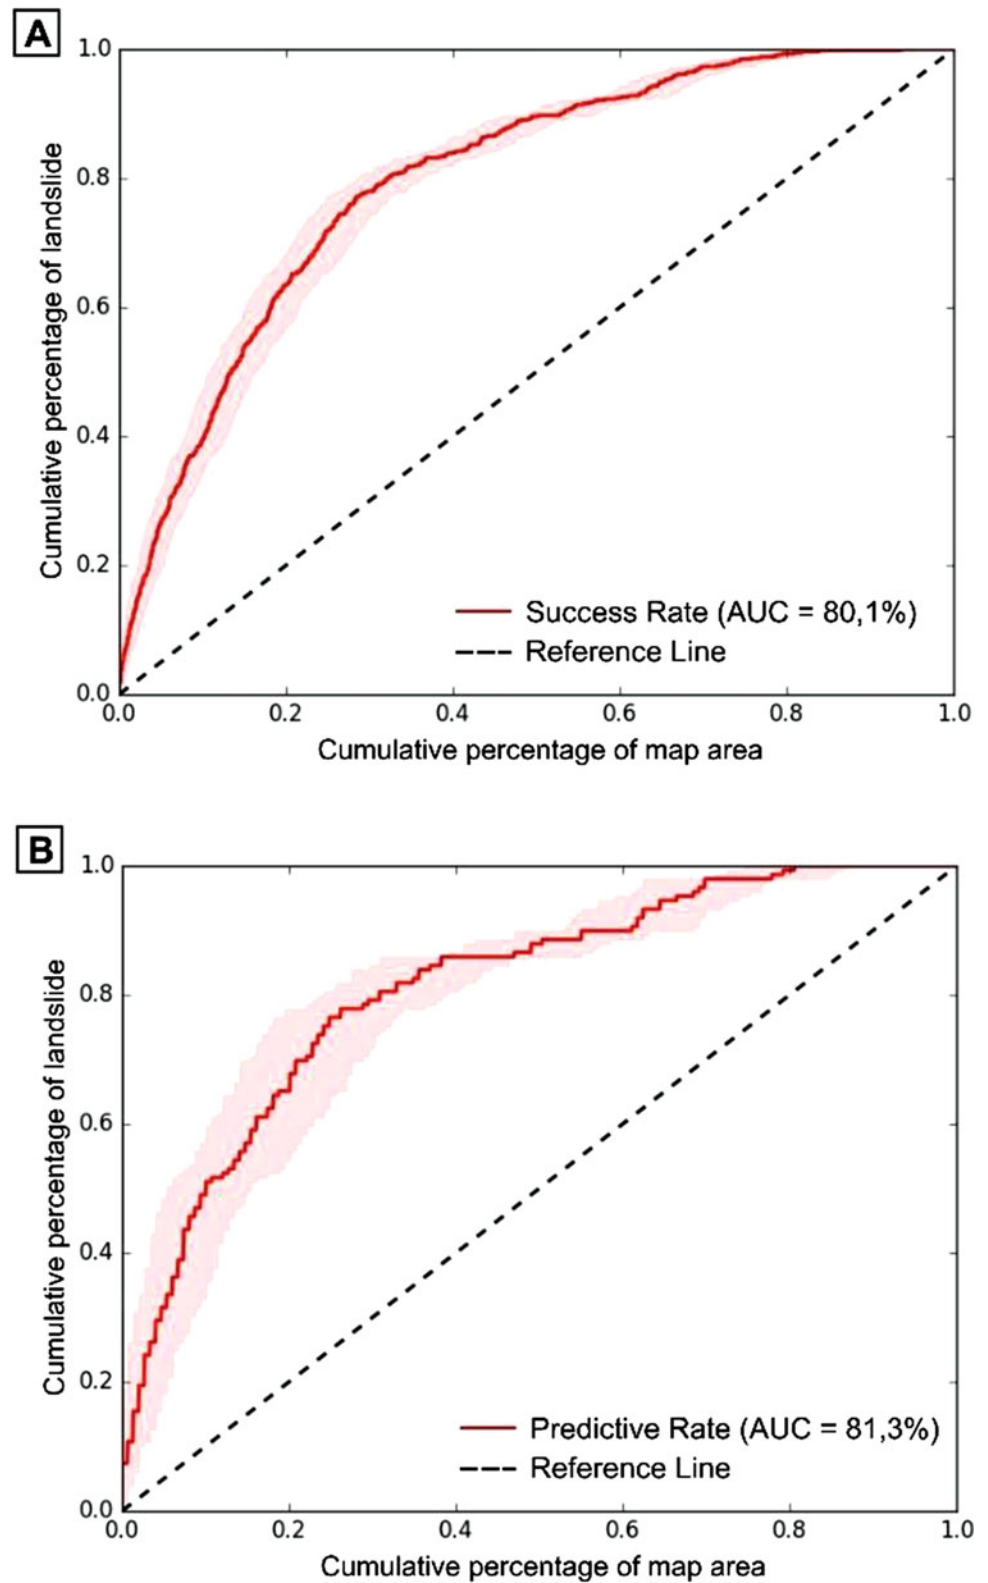 A
1.0
0.8
0.6
0.4
0.2
0.0
Cumulative percentage of landslide
Success Rate (AUC = 80,1%)
Reference Line
0.0 0.2 0.4 0.6 0.8 1.0
Cumulative percentage of map area
B
1.0
0.8
0.6
0.4
0.2
0.0
Cumulative percentage of landslide
Predictive Rate (AUC = 81,3%)
Reference Line
0.0 0.2 0.4 0.6 0.8 1.0
Cumulative percentage of map area